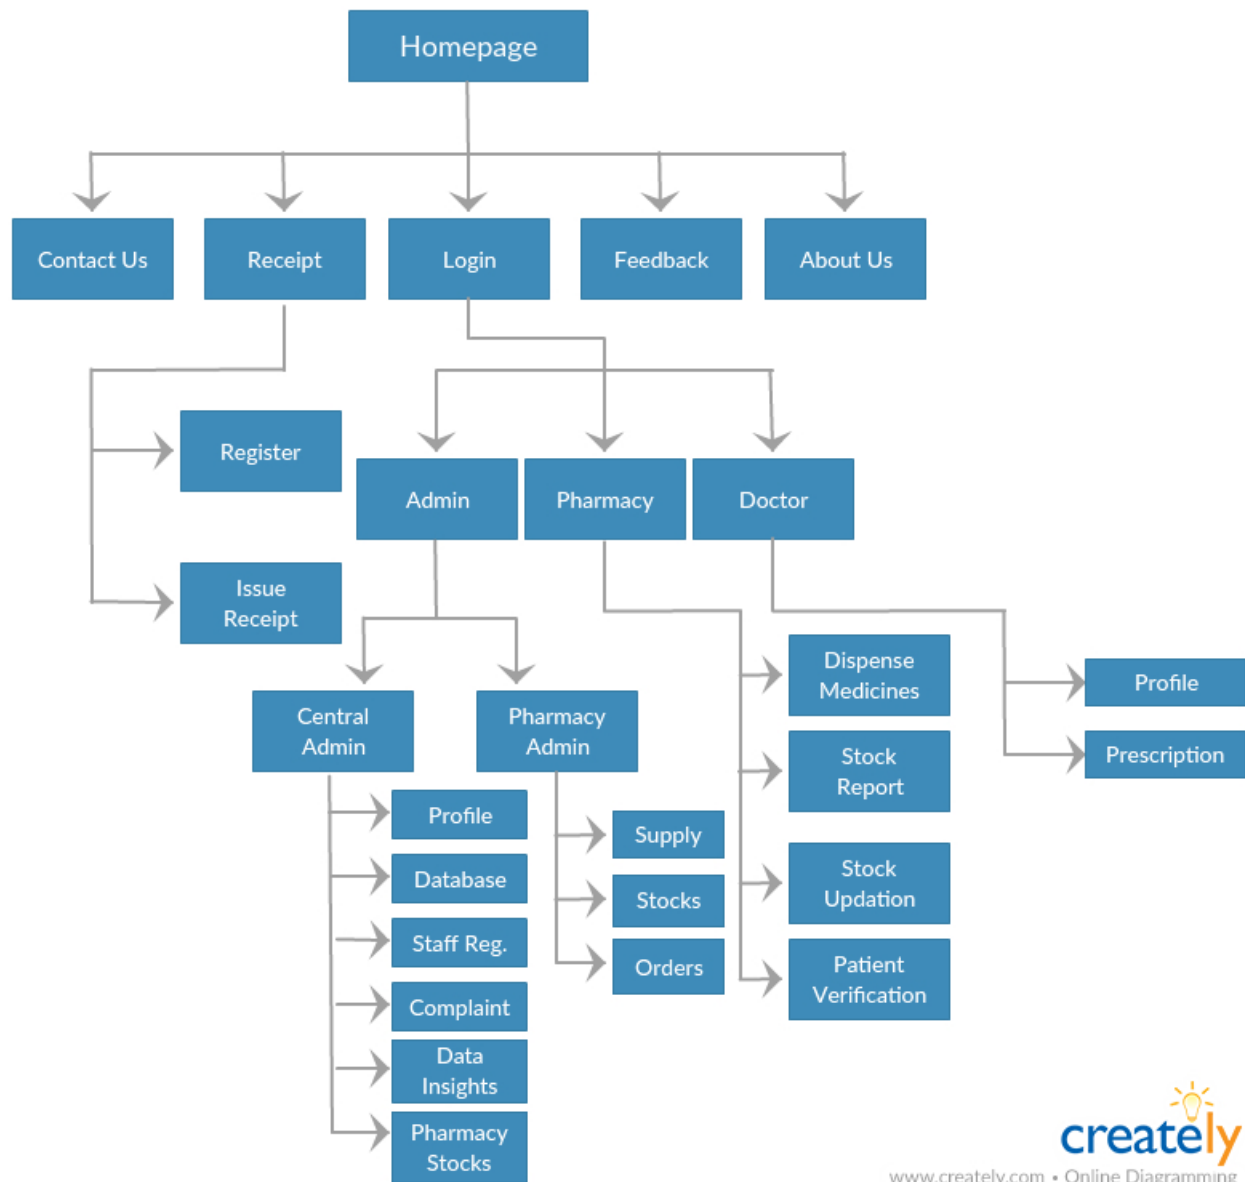 Homepage
Contact Us
Receipt
Login
Feedback
About Us
Register
Admin
Pharmacy
Doctor
Issue
Receipt
Dispense
Medicines
Profile
Central
Admin
Pharmacy
Admin
Stock
Report
Prescription
Profile
Supply
Database
Stocks
Stock
Updation
Staff Reg.
Orders
Patient
Verification
Complaint
Data
Insights
Pharmacy
Stocks
creately
www.creately.com • Online Diagramming